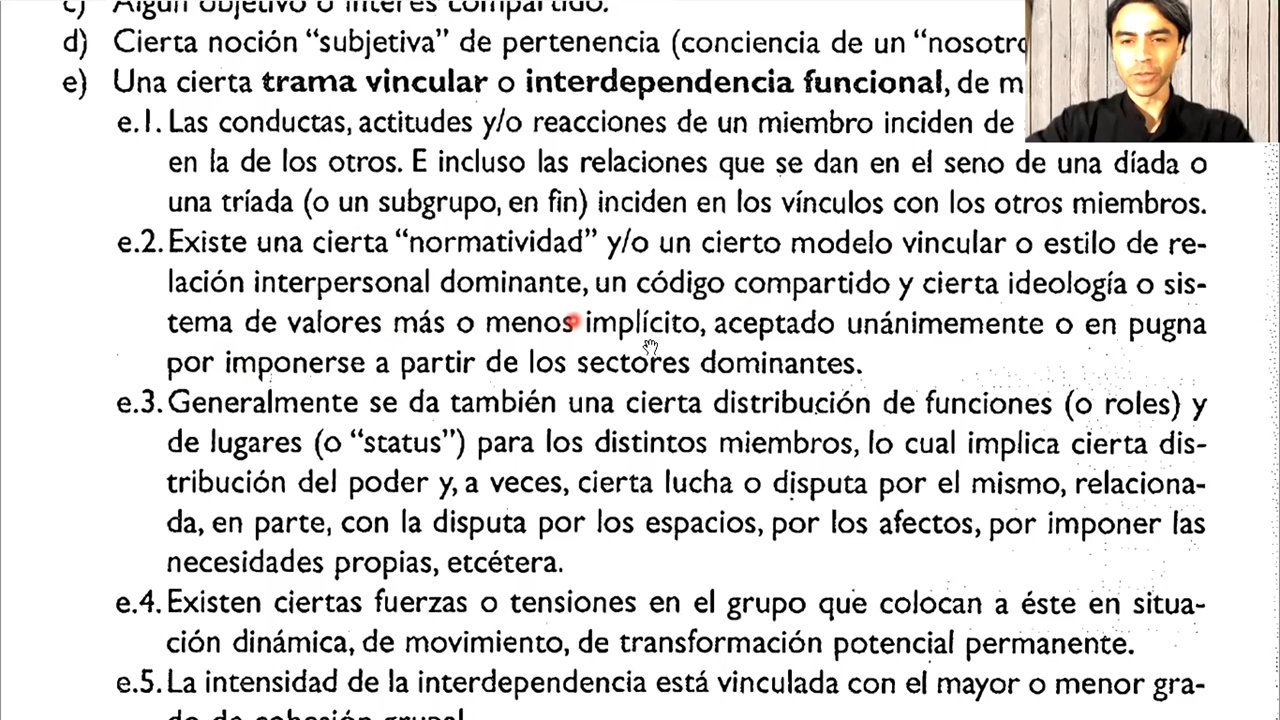 c) Algún objetivo o interés compartido.
d) Cierta noción “subjetiva” de pertenencia (conciencia de un “nosotro
e) Una cierta trama vincular o interdependencia funcional, de m
e.1. Las conductas, actitudes y/o reacciones de un miembro inciden de
en la de los otros. E incluso las relaciones que se dan en el seno de una díada o
una tríada (o un subgrupo, en fin) inciden en los vínculos con los otros miembros.
e.2. Existe una cierta “normatividad” y/o un cierto modelo vincular o estilo de re-
lación interpersonal dominante, un código compartido y cierta ideología o sis-
tema de valores más o menos implícito, aceptado unánimemente o en pugna
por imponerse a partir de los sectores dominantes.
e.3. Generalmente se da también una cierta distribución de funciones (o roles) y
de lugares (o “status”) para los distintos miembros, lo cual implica cierta dis-
tribución del poder y, a veces, cierta lucha o disputa por el mismo, relaciona-
da, en parte, con la disputa por los espacios, por los afectos, por imponer las
necesidades propias, etcétera.
e.4. Existen ciertas fuerzas o tensiones en el grupo que colocan a éste en situa-
ción dinámica, de movimiento, de transformación potencial permanente.
e.5. La intensidad de la interdependencia está vinculada con el mayor o menor gra-
do de cohesión grupal.